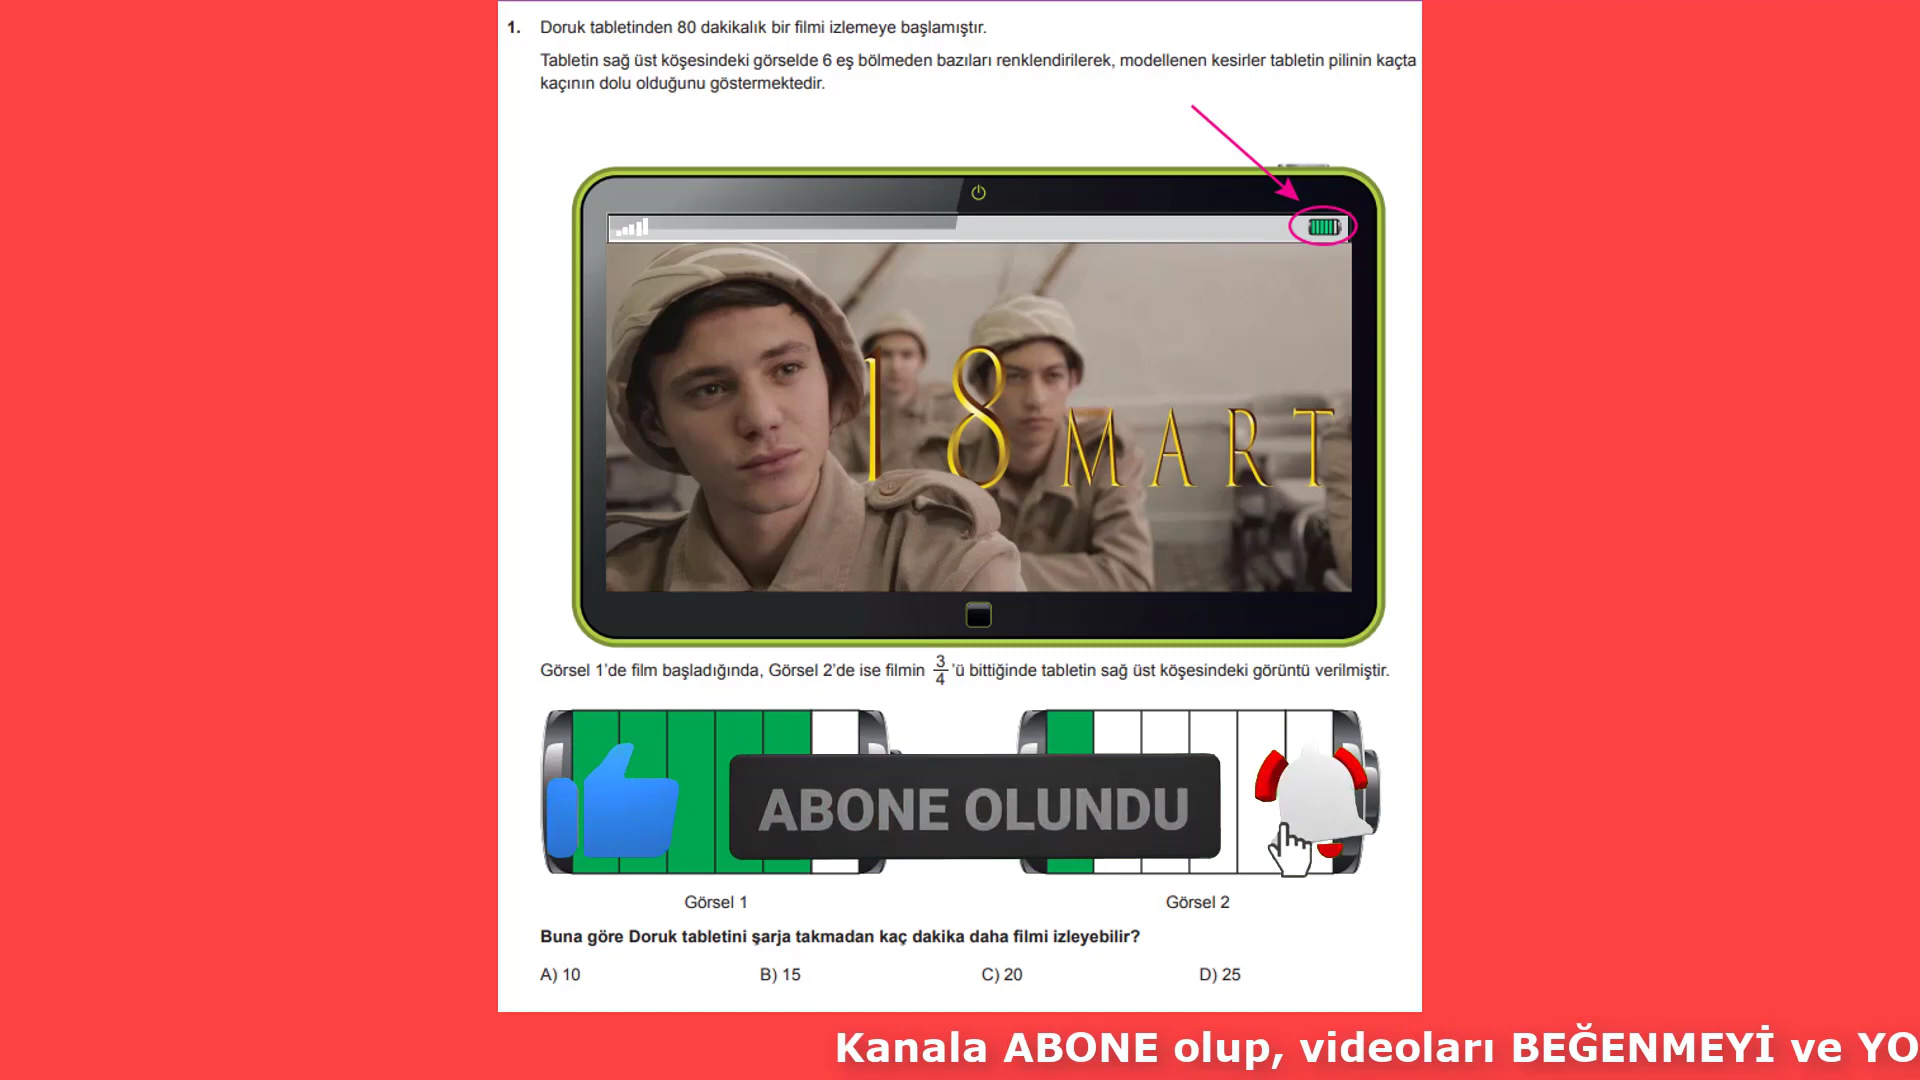 1. Doruk tabletinden 80 dakikalık bir filmi izlemeye başlamıştır.
Tabletin sağ üst köşesindeki görselde 6 eş bölmeden bazıları renklendirilerek, modellenen kesirler tabletin pilinin kaçta
kaçının dolu olduğunu göstermektedir.
18 MART
Görsel 1'de film başladığında, Görsel 2'de ise filmin 3/4 'ü bittiğinde tabletin sağ üst köşesindeki görüntü verilmiştir.
ABONE OLUNDU
Görsel 1 Görsel 2
Buna göre Doruk tabletini şarja takmadan kaç dakika daha filmi izleyebilir?
A) 10 B) 15 C) 20 D) 25
Kanala ABONE olup, videoları BEĞENMEYİ ve YO